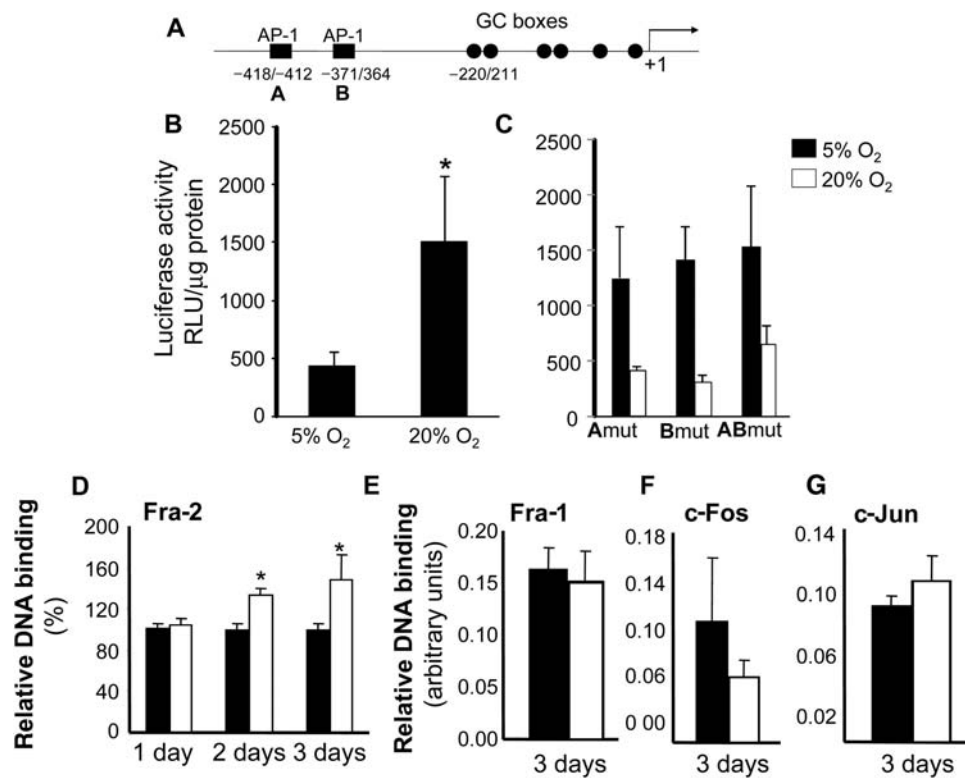 A
GC boxes
AP-1 AP-1
+1
−418/−412 −371/364 −220/211
A B
B
2500
2000
1500
1000
500
0
Luciferase activity
RLU/µg protein
*
5% O₂ 20% O₂
C
2500
2000
1500
1000
500
0
Amut Bmut ABmut
5% O₂
20% O₂
D
Fra-2
Relative DNA binding
(%)
200
160
120
80
40
0
* *
1 day 2 days 3 days
E
Fra-1
Relative DNA binding
(arbitrary units)
0.20
0.15
0.10
0.05
0.00
3 days
F
c-Fos
0.18
0.14
0.10
0.06
0 00
3 days
G
c-Jun
0.14
0.10
0.06
0.02
3 days